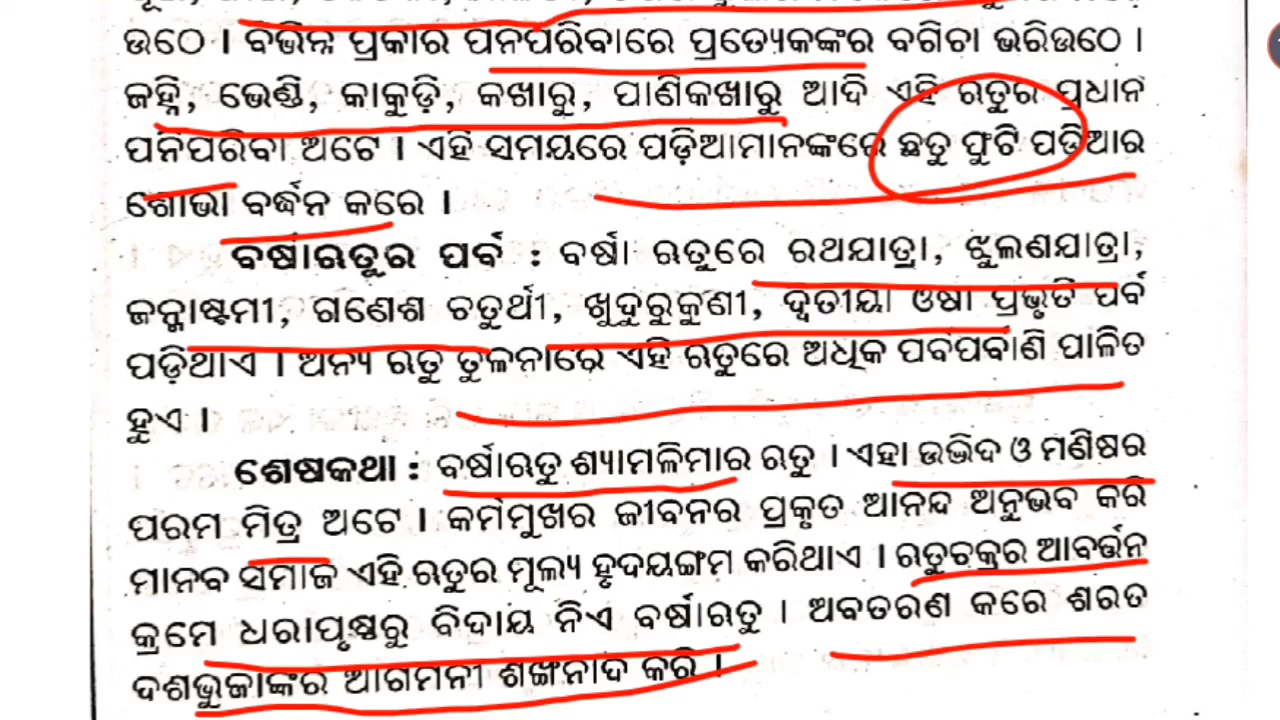 ଉଠେ । ବିଭିନ୍ନ ପ୍ରକାର ପନିପରିବାରେ ପ୍ରତ୍ୟେକଙ୍କର ବଗିଚା ଭରିଉଠେ ।
ଜହ୍ନି, ଭେଣ୍ଡି, କାକୁଡ଼ି, କଖାରୁ, ପାଣିକଖାରୁ ଆଦି ଏହି ଋତୁର ପ୍ରଧାନ
ପନିପରିବା ଅଟେ । ଏହି ସମୟରେ ପଡ଼ିଆମାନଙ୍କରେ ଛତୁ ଫୁଟି ପଡିଆର
ଶୋଭା ବର୍ଦ୍ଧନ କରେ ।
ବର୍ଷାଋତୁର ପର୍ବ : ବର୍ଷା ଋତୁରେ ରଥଯାତ୍ରା, ଝୁଲଣଯାତ୍ରା,
ଜନ୍ମାଷ୍ଟମୀ, ଗଣେଶ ଚତୁର୍ଥୀ, ଖୁଦୁରୁକୁଣୀ, ଦ୍ୱିତୀୟା ଓଷା ପ୍ରଭୃତି ପର୍ବ
ପଡ଼ିଥାଏ । ଅନ୍ୟ ଋତୁ ତୁଳନାରେ ଏହି ଋତୁରେ ଅଧିକ ପର୍ବପର୍ବାଣି ପାଳିତ
ହୁଏ ।
ଶେଷକଥା : ବର୍ଷାଋତୁ ଶ୍ୟାମଳିମାର ଋତୁ । ଏହା ଉଦ୍ଭିଦ ଓ ମଣିଷର
ପରମ ମିତ୍ର ଅଟେ । କର୍ମମୁଖର ଜୀବନର ପ୍ରକୃତ ଆନନ୍ଦ ଅନୁଭବ କରି
ମାନବ ସମାଜ ଏହି ଋତୁର ମୂଲ୍ୟ ହୃଦୟଙ୍ଗମ କରିଥାଏ । ଋତୁଚକ୍ରର ଆବର୍ତ୍ତନ
କ୍ରମେ ଧରାପୃଷ୍ଠରୁ ବିଦାୟ ନିଏ ବର୍ଷାଋତୁ । ଅବତରଣ କରେ ଶରତ
ଦଶଭୁଜାଙ୍କର ଆଗମନୀ ଶଙ୍ଖନାଦ କରି ।